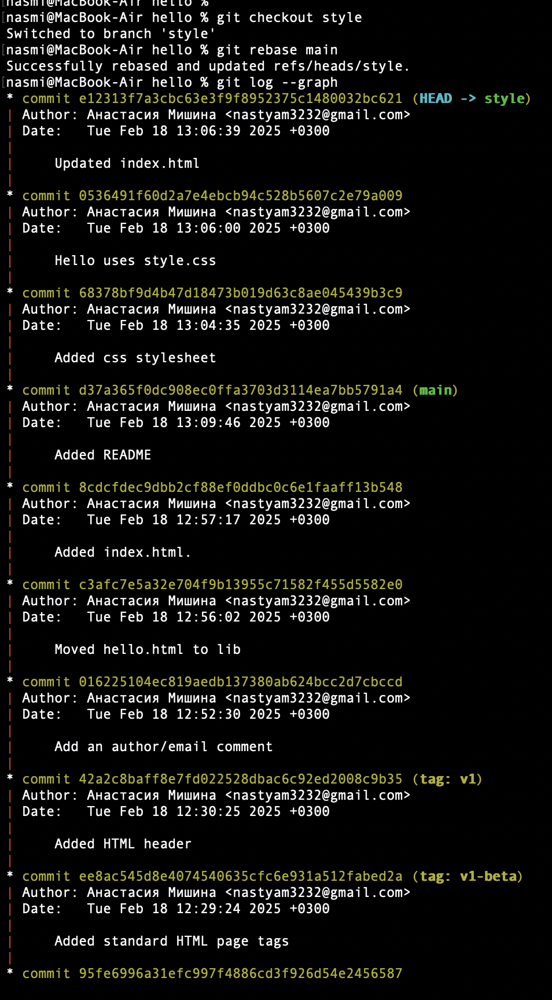 [nasmi@MacBook-Air hello %
[nasmi@MacBook-Air hello % git checkout style
Switched to branch 'style'
[nasmi@MacBook-Air hello % git rebase main
Successfully rebased and updated refs/heads/style.
[nasmi@MacBook-Air hello % git log --graph
* commit e12313f7a3cbc63e3f9f8952375c1480032bc621 (HEAD -> style)
| Author: Анастасия Мишина <nastyam3232@gmail.com>
| Date:   Tue Feb 18 13:06:39 2025 +0300
|
|     Updated index.html
|
* commit 0536491f60d2a7e4ebcb94c528b5607c2e79a009
| Author: Анастасия Мишина <nastyam3232@gmail.com>
| Date:   Tue Feb 18 13:06:00 2025 +0300
|
|     Hello uses style.css
|
* commit 68378bf9d4b47d18473b019d63c8ae045439b3c9
| Author: Анастасия Мишина <nastyam3232@gmail.com>
| Date:   Tue Feb 18 13:04:35 2025 +0300
|
|     Added css stylesheet
|
* commit d37a365f0dc908ec0ffa3703d3114ea7bb5791a4 (main)
| Author: Анастасия Мишина <nastyam3232@gmail.com>
| Date:   Tue Feb 18 13:09:46 2025 +0300
|
|     Added README
|
* commit 8cdcfdec9dbb2cf88ef0ddbc0c6e1faaff13b548
| Author: Анастасия Мишина <nastyam3232@gmail.com>
| Date:   Tue Feb 18 12:57:17 2025 +0300
|
|     Added index.html.
|
* commit c3afc7e5a32e704f9b13955c71582f455d5582e0
| Author: Анастасия Мишина <nastyam3232@gmail.com>
| Date:   Tue Feb 18 12:56:02 2025 +0300
|
|     Moved hello.html to lib
|
* commit 016225104ec819aedb137380ab624bcc2d7cbccd
| Author: Анастасия Мишина <nastyam3232@gmail.com>
| Date:   Tue Feb 18 12:52:30 2025 +0300
|
|     Add an author/email comment
|
* commit 42a2c8baff8e7fd022528dbac6c92ed2008c9b35 (tag: v1)
| Author: Анастасия Мишина <nastyam3232@gmail.com>
| Date:   Tue Feb 18 12:30:25 2025 +0300
|
|     Added HTML header
|
* commit ee8ac545d8e4074540635cfc6e931a512fabed2a (tag: v1-beta)
| Author: Анастасия Мишина <nastyam3232@gmail.com>
| Date:   Tue Feb 18 12:29:24 2025 +0300
|
|     Added standard HTML page tags
|
* commit 95fe6996a31efc997f4886cd3f926d54e2456587